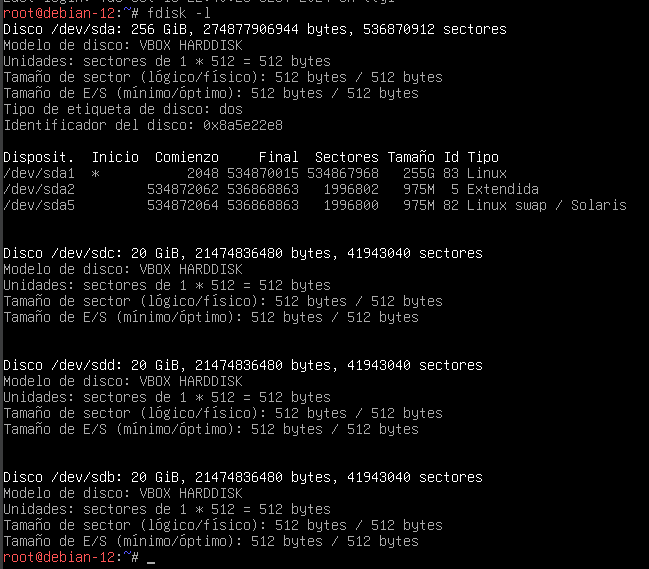 root@debian-12:~# fdisk -l
Disco /dev/sda: 256 GiB, 274877906944 bytes, 536870912 sectores
Modelo de disco: VBOX HARDDISK
Unidades: sectores de 1 * 512 = 512 bytes
Tamaño de sector (lógico/físico): 512 bytes / 512 bytes
Tamaño de E/S (mínimo/óptimo): 512 bytes / 512 bytes
Tipo de etiqueta de disco: dos
Identificador del disco: 0x8a5e22e8
Disposit. Inicio Comienzo Final Sectores Tamaño Id Tipo
/dev/sda1 * 2048 534870015 534867968 255G 83 Linux
/dev/sda2 534872062 536868863 1996802 975M 5 Extendida
/dev/sda5 534872064 536868863 1996800 975M 82 Linux swap / Solaris
Disco /dev/sdc: 20 GiB, 21474836480 bytes, 41943040 sectores
Modelo de disco: VBOX HARDDISK
Unidades: sectores de 1 * 512 = 512 bytes
Tamaño de sector (lógico/físico): 512 bytes / 512 bytes
Tamaño de E/S (mínimo/óptimo): 512 bytes / 512 bytes
Disco /dev/sdd: 20 GiB, 21474836480 bytes, 41943040 sectores
Modelo de disco: VBOX HARDDISK
Unidades: sectores de 1 * 512 = 512 bytes
Tamaño de sector (lógico/físico): 512 bytes / 512 bytes
Tamaño de E/S (mínimo/óptimo): 512 bytes / 512 bytes
Disco /dev/sdb: 20 GiB, 21474836480 bytes, 41943040 sectores
Modelo de disco: VBOX HARDDISK
Unidades: sectores de 1 * 512 = 512 bytes
Tamaño de sector (lógico/físico): 512 bytes / 512 bytes
Tamaño de E/S (mínimo/óptimo): 512 bytes / 512 bytes
root@debian-12:~# _